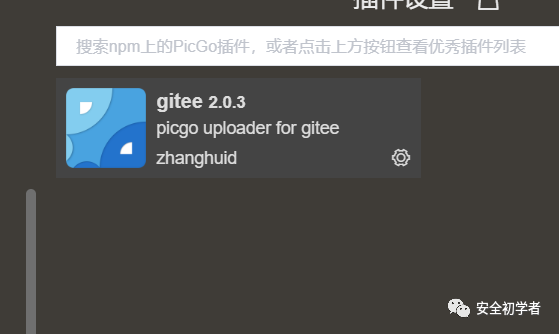 插件设置
搜索npm上的PicGo插件，或者点击上方按钮查看优秀插件列表
gitee 2.0.3
picgo uploader for gitee
zhanghuid
安全初学者